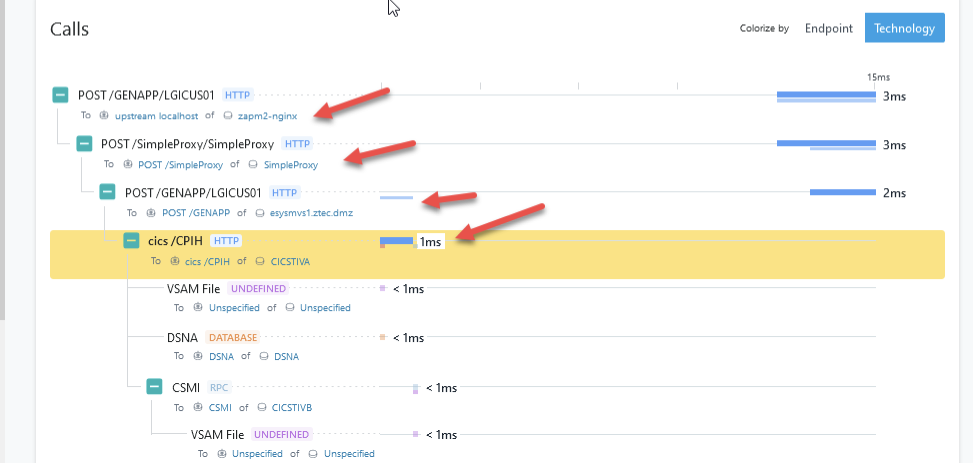 Calls
Colorize by Endpoint Technology
15ms
POST /GENAPP/LGICUS01 HTTP 3ms
To upstream localhost of zapm2-nginx
POST /SimpleProxy/SimpleProxy HTTP 3ms
To POST /SimpleProxy of SimpleProxy
POST /GENAPP/LGICUS01 HTTP 2ms
To POST /GENAPP of esysmvs1.ztec.dmz
cics /CPIH HTTP 1ms
To cics /CPIH of CICSTIVA
VSAM File UNDEFINED < 1ms
To Unspecified of Unspecified
DSNA DATABASE < 1ms
To DSNA of DSNA
CSMI RPC < 1ms
To CSMI of CICSTIVB
VSAM File UNDEFINED < 1ms
To Unspecified of Unspecified